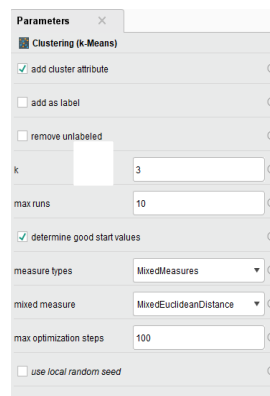 Parameters
Clustering (k-Means)
add cluster attribute
add as label
remove unlabeled
k 3
max runs 10
determine good start values
measure types MixedMeasures
mixed measure MixedEuclideanDistance
max optimization steps 100
use local random seed